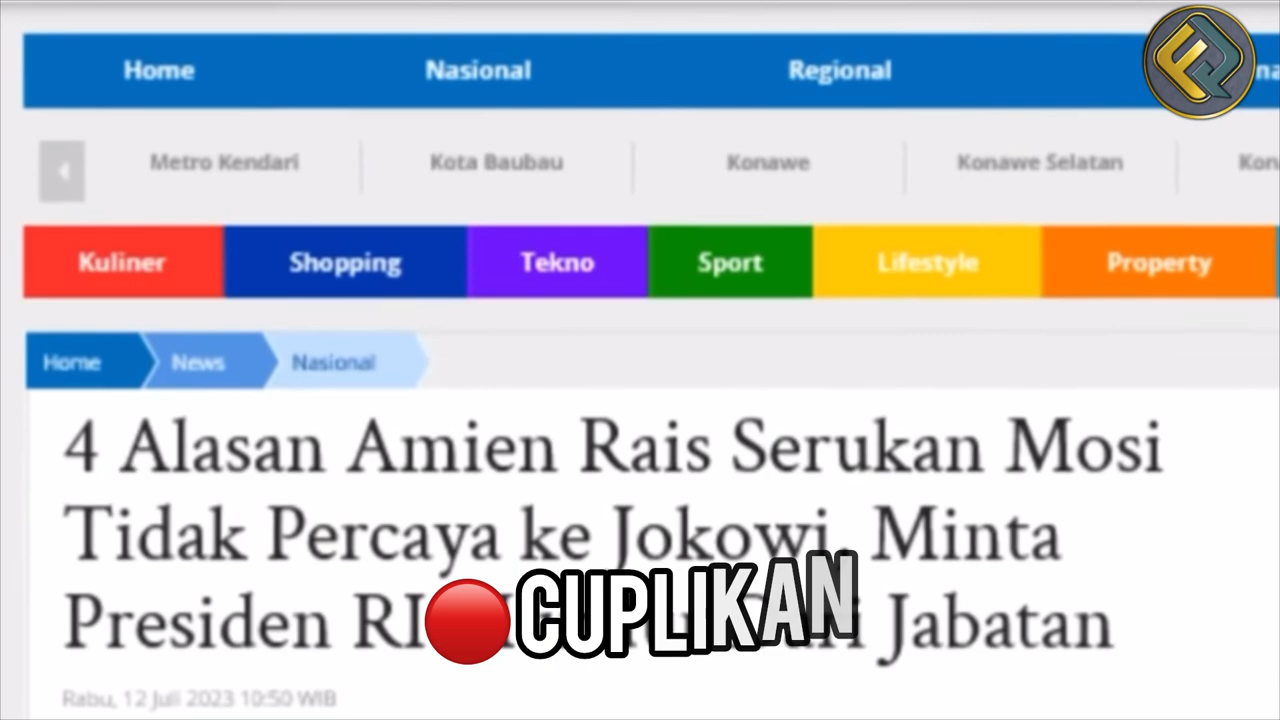 Home Nasional Regional
Metro Kendari Kota Baubau Konawe Konawe Selatan
Kuliner Shopping Tekno Sport Lifestyle Property
Home News Nasional
4 Alasan Amien Rais Serukan Mosi
Tidak Percaya ke Jokowi, Minta
Presiden RI Jabatan
CUPLIKAN
Rabu, 12 Juli 2023 10:50 WIB